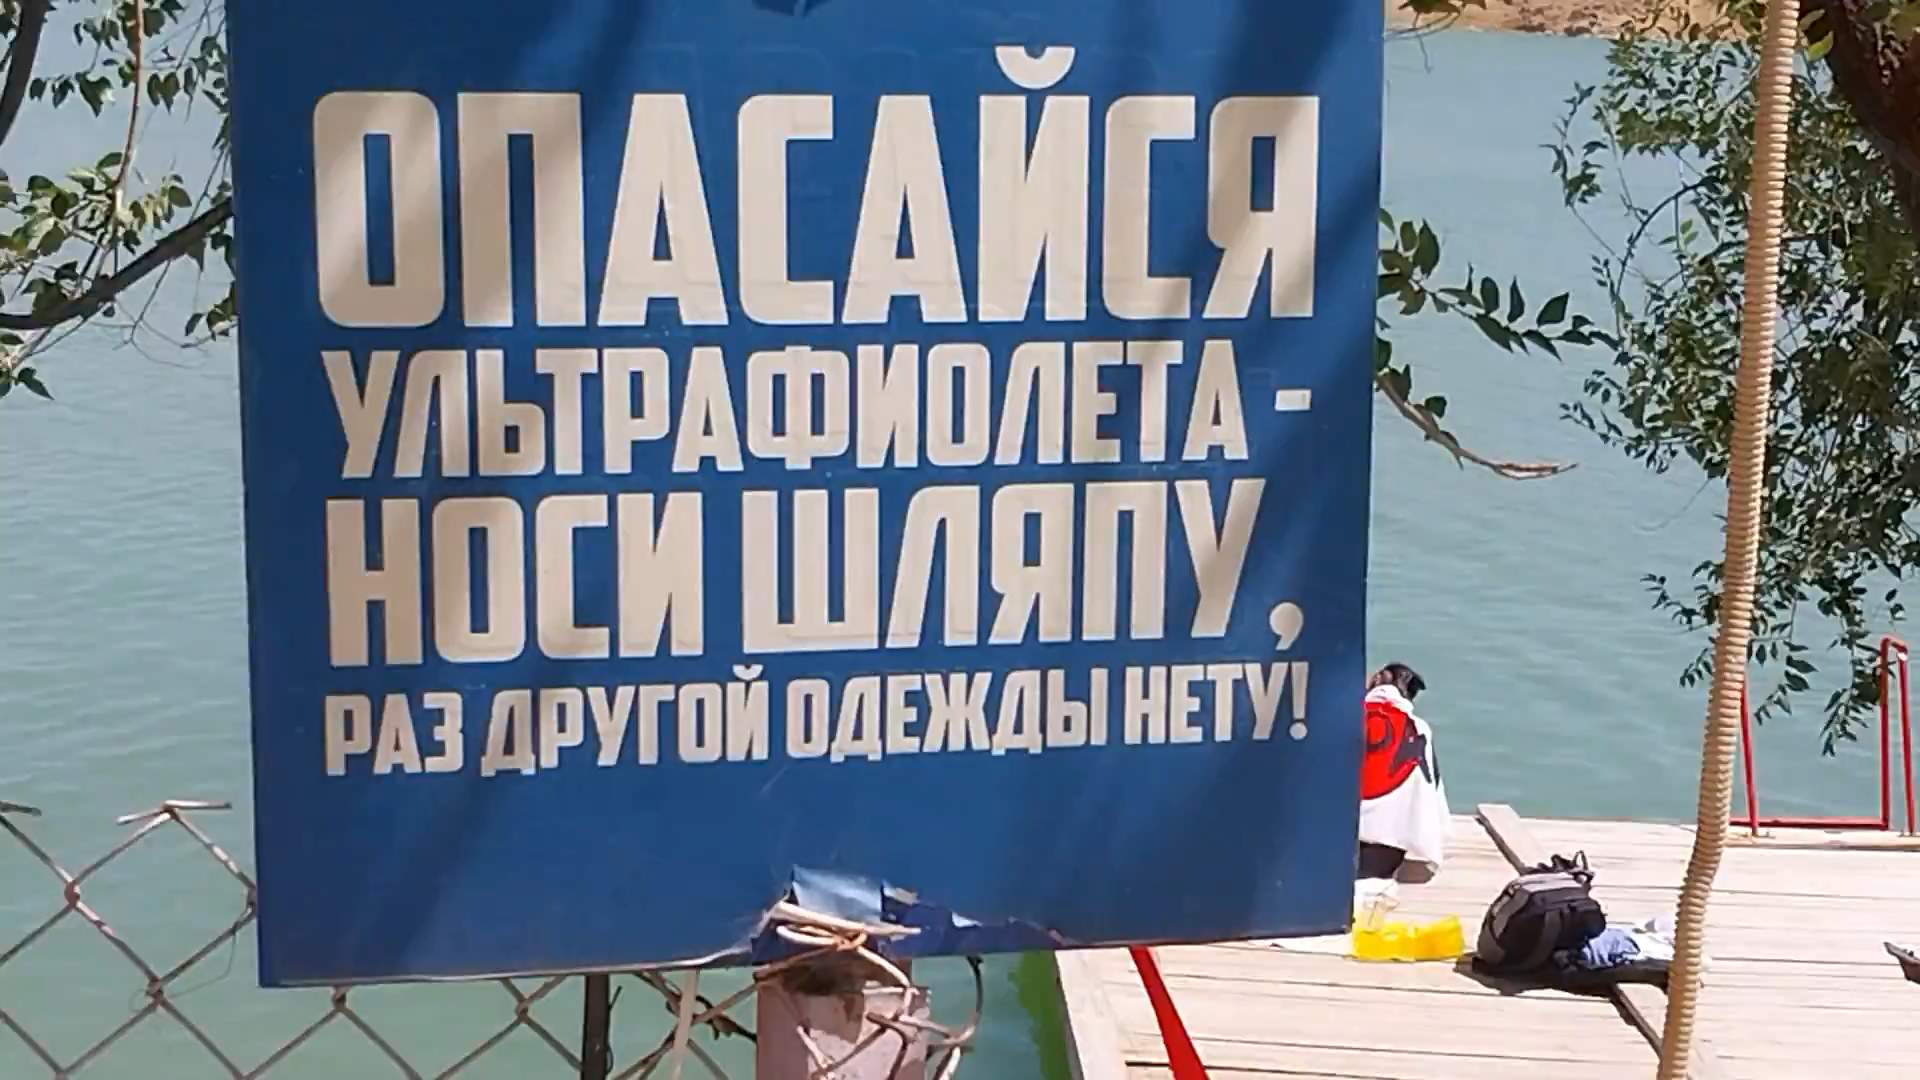 ОПАСАЙСЯ
УЛЬТРАФИОЛЕТА -
НОСИ ШЛЯПУ,
РАЗ ДРУГОЙ ОДЕЖДЫ НЕТУ!